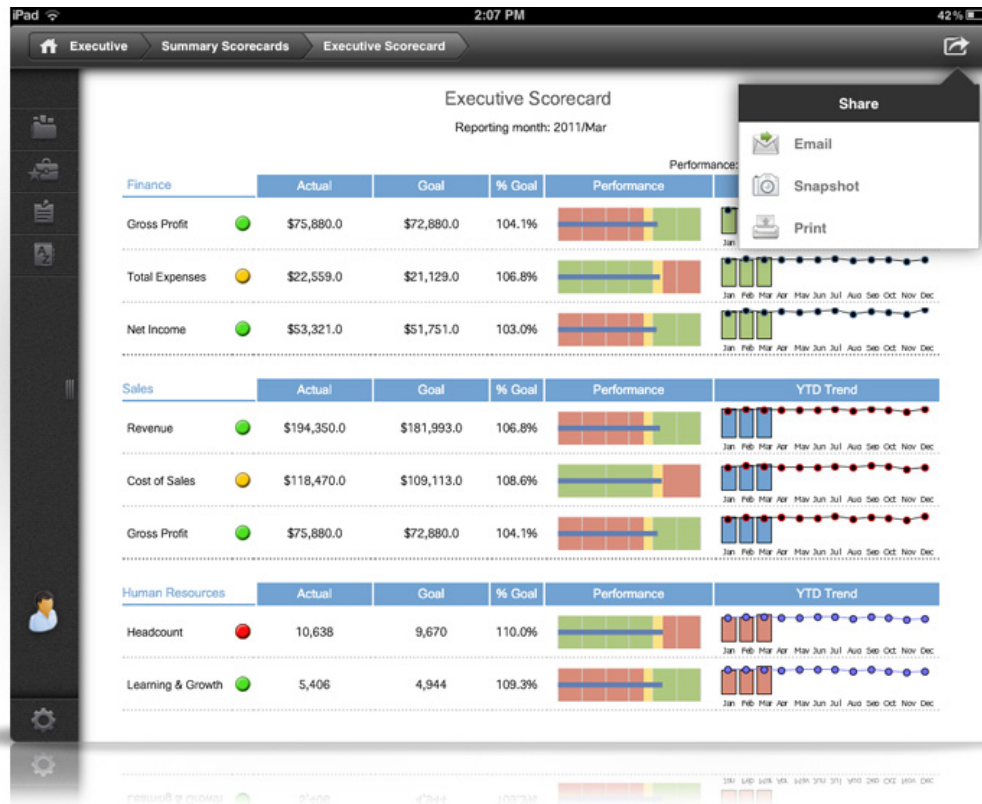 iPad 2:07 PM 42%
Executive Summary Scorecards Executive Scorecard
Share
Email
Snapshot
Print
Executive Scorecard
Reporting month: 2011/Mar
Performance:
Finance Actual Goal % Goal Performance
Gross Profit $75,880.0 $72,880.0 104.1%
Jan
Total Expenses $22,559.0 $21,129.0 106.8%
Jan Feb Mar Apr May Jun Jul Aug Sep Oct Nov Dec
Net Income $53,321.0 $51,751.0 103.0%
Jan Feb Mar Apr May Jun Jul Aug Sep Oct Nov Dec
Sales Actual Goal % Goal Performance YTD Trend
Revenue $194,350.0 $181,993.0 106.8%
Jan Feb Mar Apr May Jun Jul Aug Sep Oct Nov Dec
Cost of Sales $118,470.0 $109,113.0 108.6%
Jan Feb Mar Apr May Jun Jul Aug Sep Oct Nov Dec
Gross Profit $75,880.0 $72,880.0 104.1%
Jan Feb Mar Apr May Jun Jul Aug Sep Oct Nov Dec
Human Resources Actual Goal % Goal Performance YTD Trend
Headcount 10,638 9,670 110.0%
Jan Feb Mar Apr May Jun Jul Aug Sep Oct Nov Dec
Learning & Growth 5,406 4,944 109.3%
Jan Feb Mar Apr May Jun Jul Aug Sep Oct Nov Dec